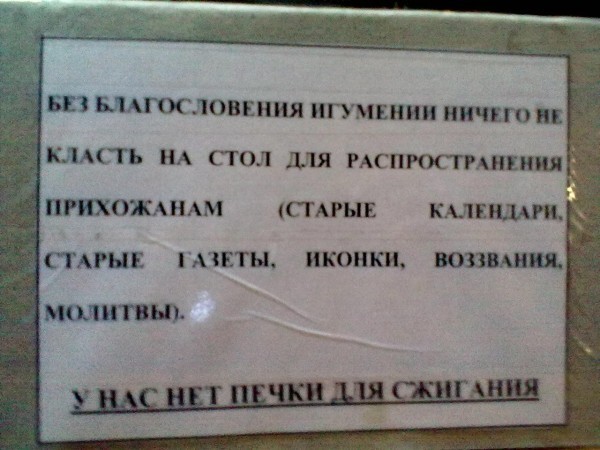 БЕЗ БЛАГОСЛОВЕНИЯ ИГУМЕНИИ НИЧЕГО НЕ
КЛАСТЬ НА СТОЛ ДЛЯ РАСПРОСТРАНЕНИЯ
ПРИХОЖАНАМ (СТАРЫЕ КАЛЕНДАРИ,
СТАРЫЕ ГАЗЕТЫ, ИКОНКИ, ВОЗЗВАНИЯ,
МОЛИТВЫ).
У НАС НЕТ ПЕЧКИ ДЛЯ СЖИГАНИЯ